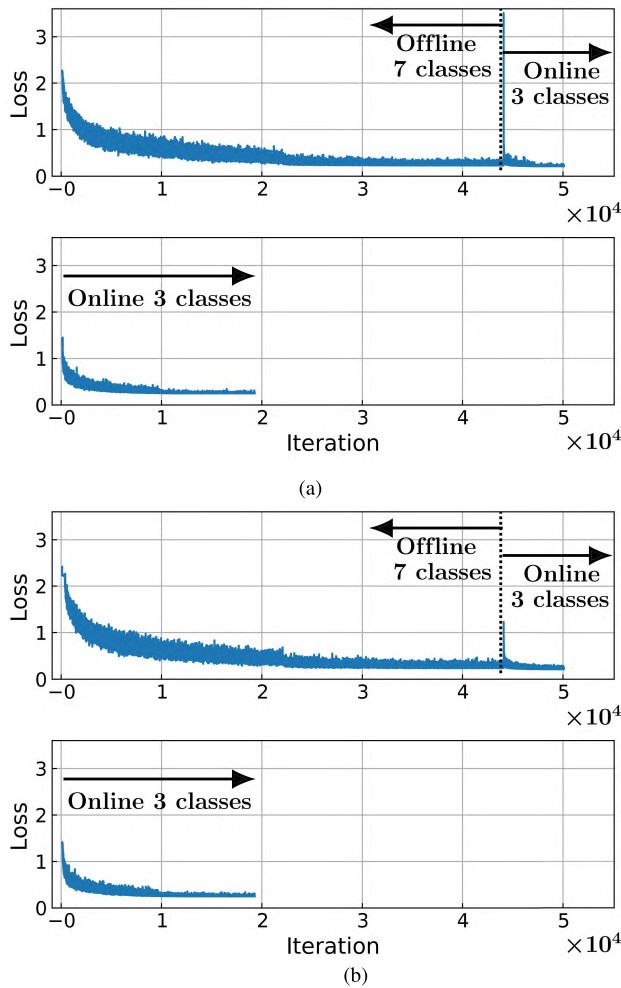 3
2
1
0
Loss
Offline
7 classes
Online
3 classes
−0 1 2 3 4 5
×10⁴
3
2
1
0
Loss
Online 3 classes
−0 1 2 3 4 5
Iteration ×10⁴
(a)
3
2
1
0
Loss
Offline
7 classes
Online
3 classes
−0 1 2 3 4 5
×10⁴
3
2
1
0
Loss
Online 3 classes
−0 1 2 3 4 5
Iteration ×10⁴
(b)